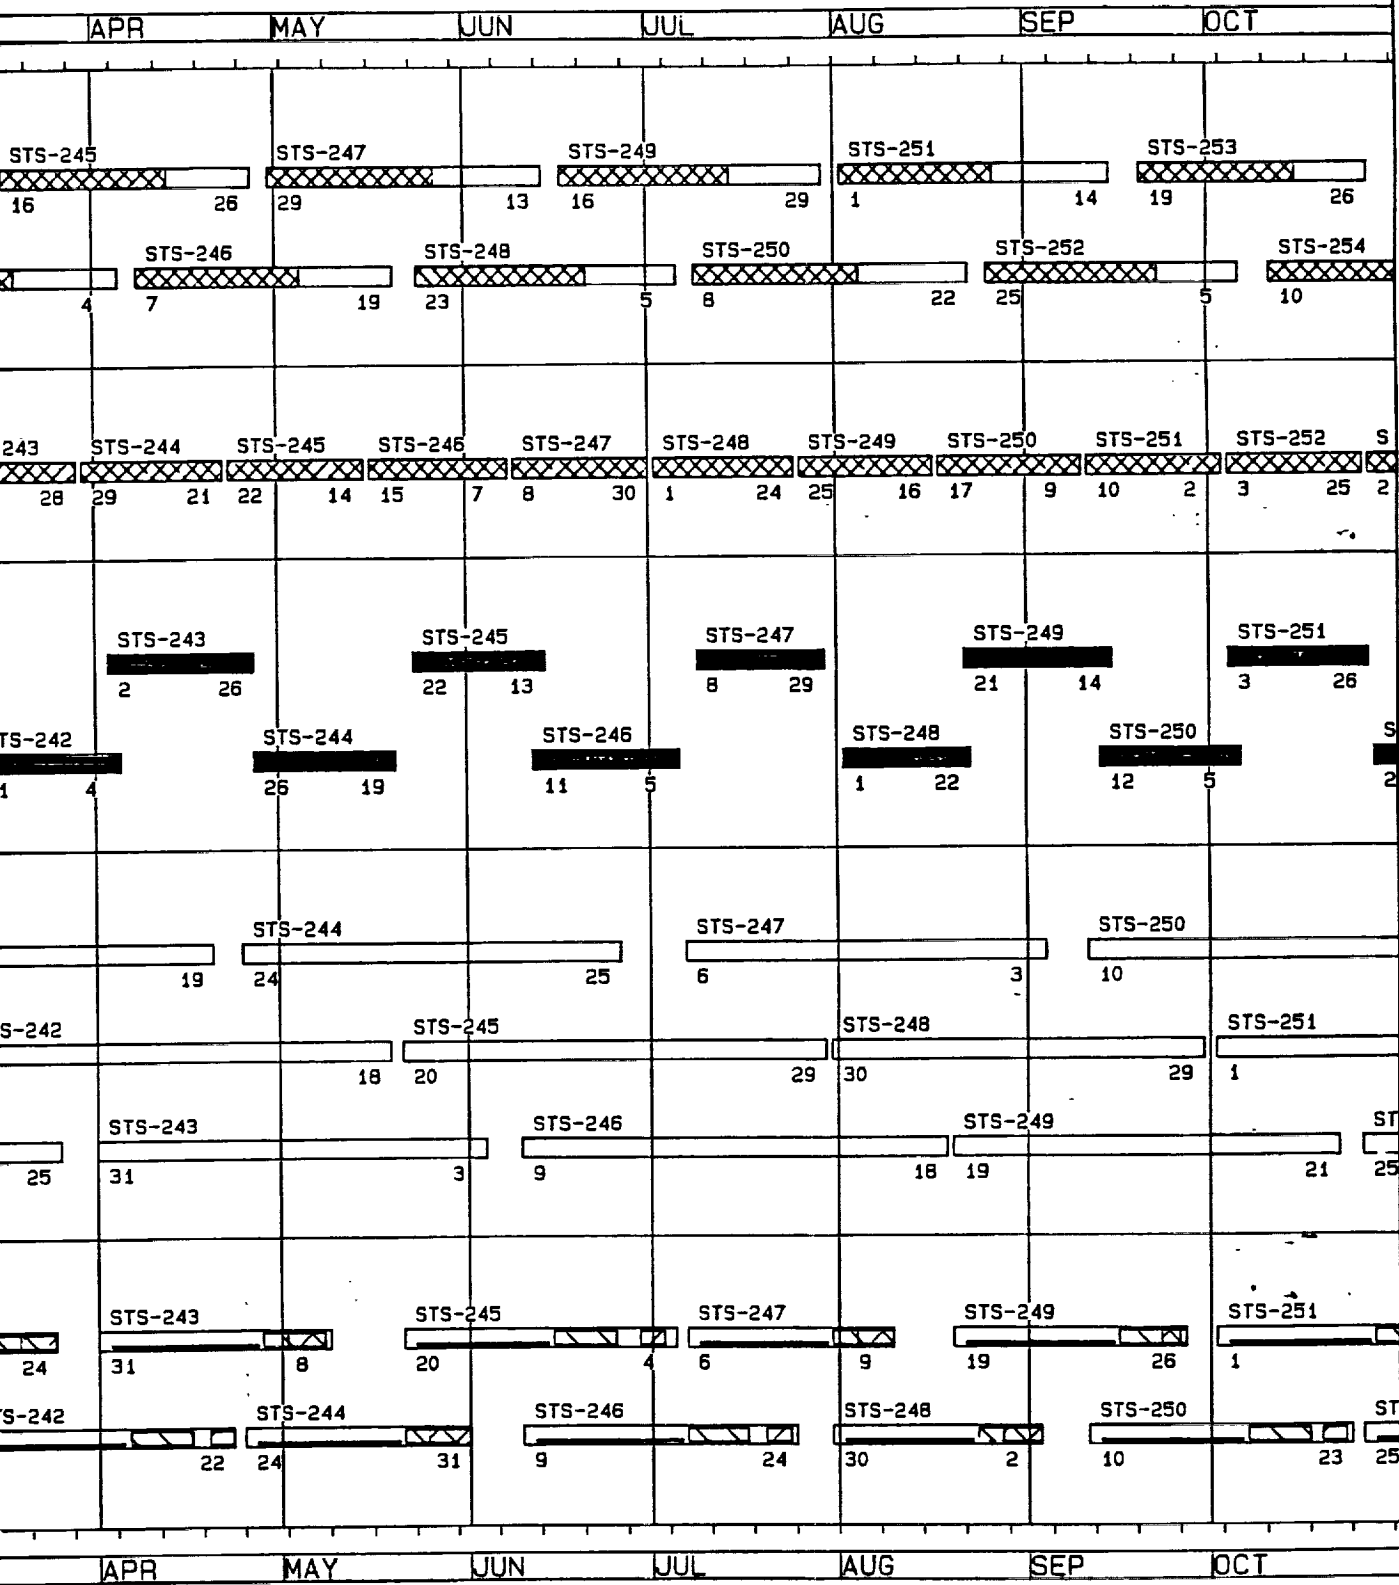 APR MAY JUN JUL AUG SEP OCT
STS-245 STS-247 STS-249 STS-251 STS-253
16 26 29 13 16 29 1 14 19 26
STS-246 STS-248 STS-250 STS-252 STS-254
4 7 19 23 5 8 22 25 5 10
243 STS-244 STS-245 STS-246 STS-247 STS-248 STS-249 STS-250 STS-251 STS-252 S
28 29 21 22 14 15 7 8 30 1 24 25 16 17 9 10 2 3 25 2
STS-243 STS-245 STS-247 STS-249 STS-251
2 26 22 13 8 29 21 14 3 26
TS-242 STS-244 STS-246 STS-248 STS-250 S
1 4 26 19 11 5 1 22 12 5 2
STS-244 STS-247 STS-250
19 24 25 6 3 10
S-242 STS-245 STS-248 STS-251
18 20 29 30 29 1
STS-243 STS-246 STS-249 ST
25 31 3 9 18 19 21 25
STS-243 STS-245 STS-247 STS-249 STS-251
24 31 8 20 4 6 9 19 26 1
S-242 STS-244 STS-246 STS-248 STS-250 ST
22 24 31 9 24 30 2 10 23 25
APR MAY JUN JUL AUG SEP OCT